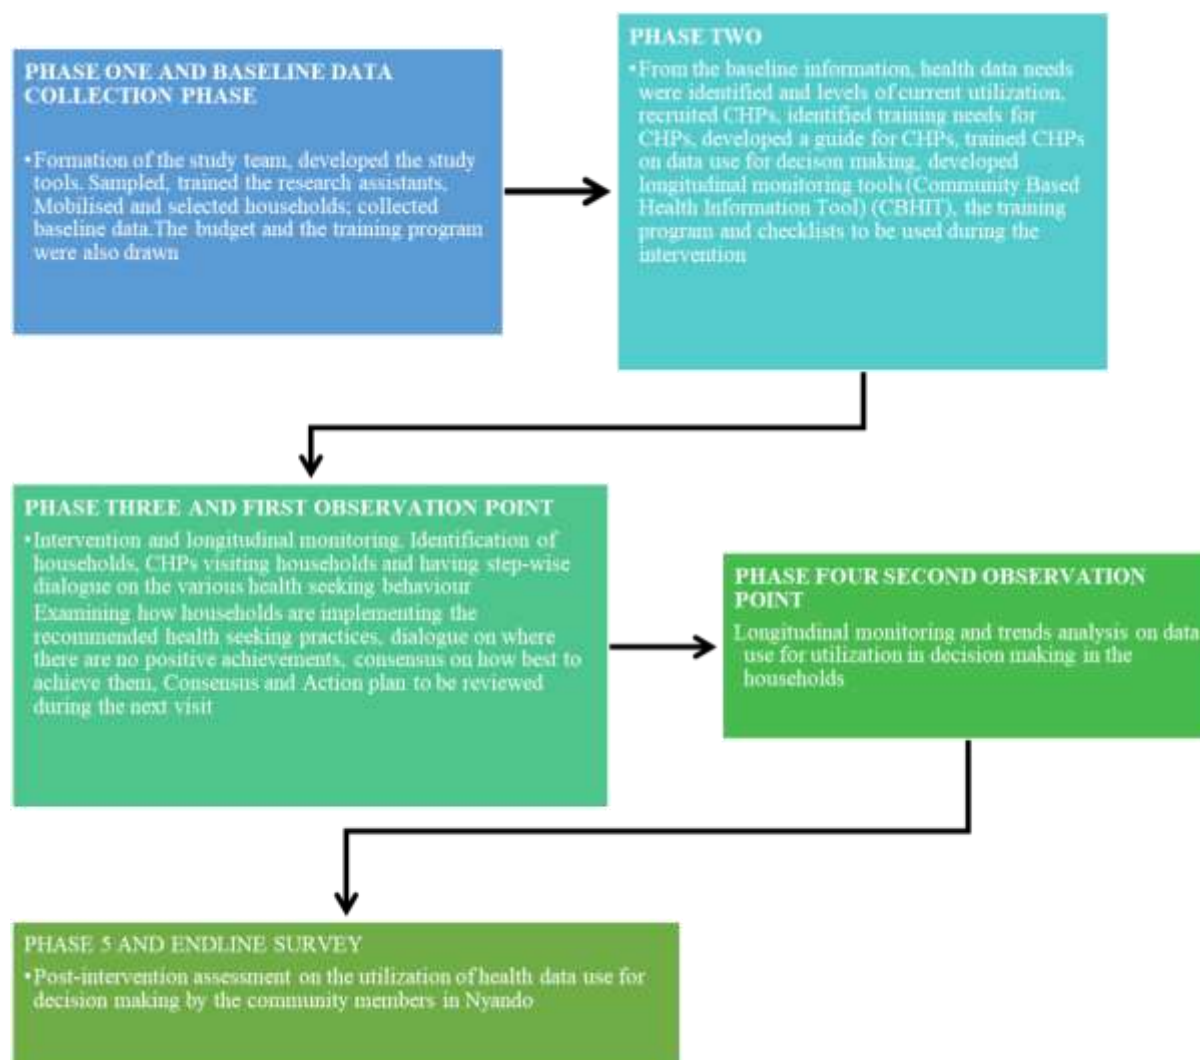 PHASE ONE AND BASELINE DATA
COLLECTION PHASE
•Formation of the study team, developed the study
tools. Sampled, trained the research assistants.
Mobilised and selected households; collected
baseline data.The budget and the training program
were also drawn
PHASE TWO
•From the baseline information, health data needs
were identified and levels of current utilization,
recruited CHPs, identified training needs for
CHPs, developed a guide for CHPs, trained CHPs
on data use for decison making, developed
longitudinal monitoring tools (Community Based
Health Information Tool) (CBHIT), the training
program and checklists to be used during the
intervention
PHASE THREE AND FIRST OBSERVATION POINT
•Intervention and longitudinal monitoring. Identification of
households, CHPs visiting households and having step-wise
dialogue on the various health seeking behaviour
Examining how households are implementing the
recommended health seeking practices, dialogue on where
there are no positive achievements, consensus on how best to
achieve them, Consensus and Action plan to be reviewed
during the next visit
PHASE FOUR SECOND OBSERVATION
POINT
Longitudinal monitoring and trends analysis on data
use for utilization in decision making in the
households
PHASE 5 AND ENDLINE SURVEY
•Post-intervention assessment on the utilization of health data use for
decision making by the community members in Nyando